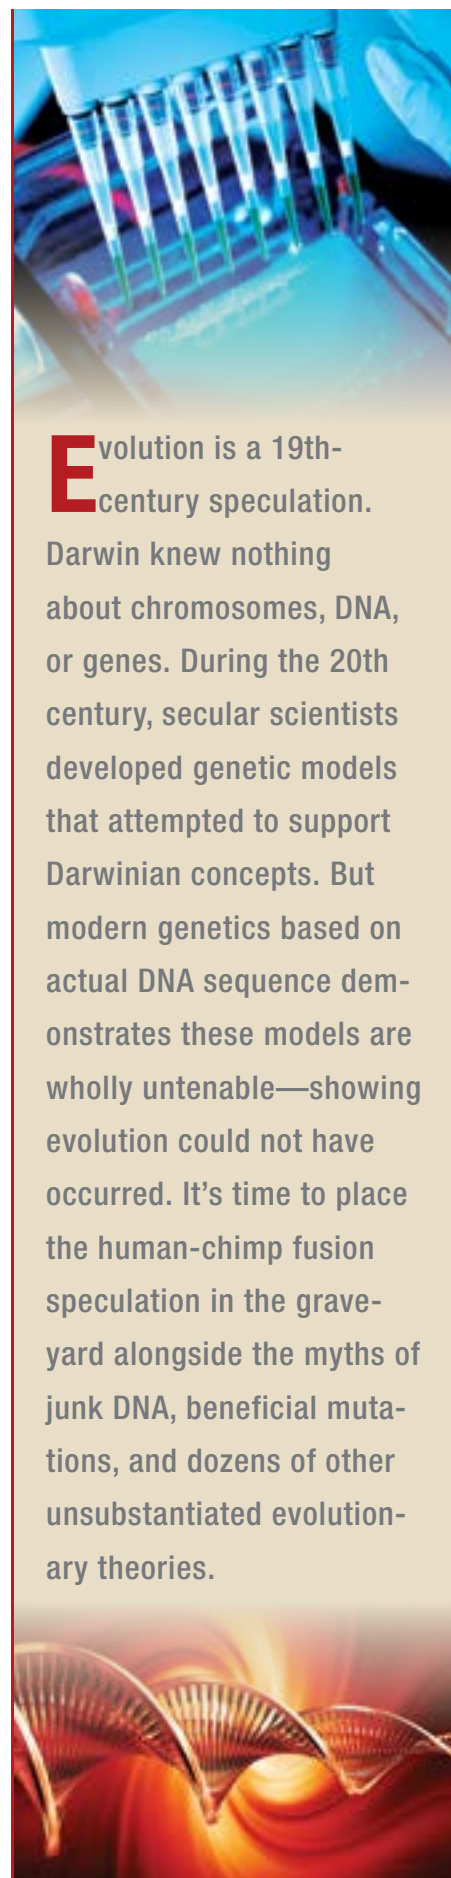 Evolution is a 19th-
century speculation.
Darwin knew nothing
about chromosomes, DNA,
or genes. During the 20th
century, secular scientists
developed genetic models
that attempted to support
Darwinian concepts. But
modern genetics based on
actual DNA sequence dem-
onstrates these models are
wholly untenable—showing
evolution could not have
occurred. It’s time to place
the human-chimp fusion
speculation in the grave-
yard alongside the myths of
junk DNA, beneficial muta-
tions, and dozens of other
unsubstantiated evolution-
ary theories.